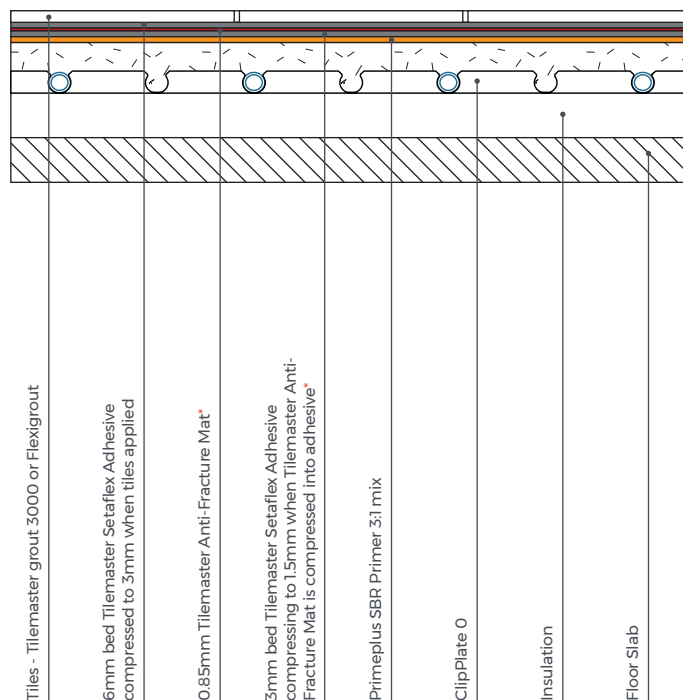 Tiles - Tilemaster grout 3000 or Flexigrout
6mm bed Tilemaster Setaflex Adhesive
compressed to 3mm when tiles applied
0.85mm Tilemaster Anti-Fracture Mat*
3mm bed Tilemaster Setaflex Adhesive
compressing to 1.5mm when Tilemaster Anti-
Fracture Mat is compressed into adhesive*
Primeplus SBR Primer 3:1 mix
ClipPlate 0
Insulation
Floor Slab